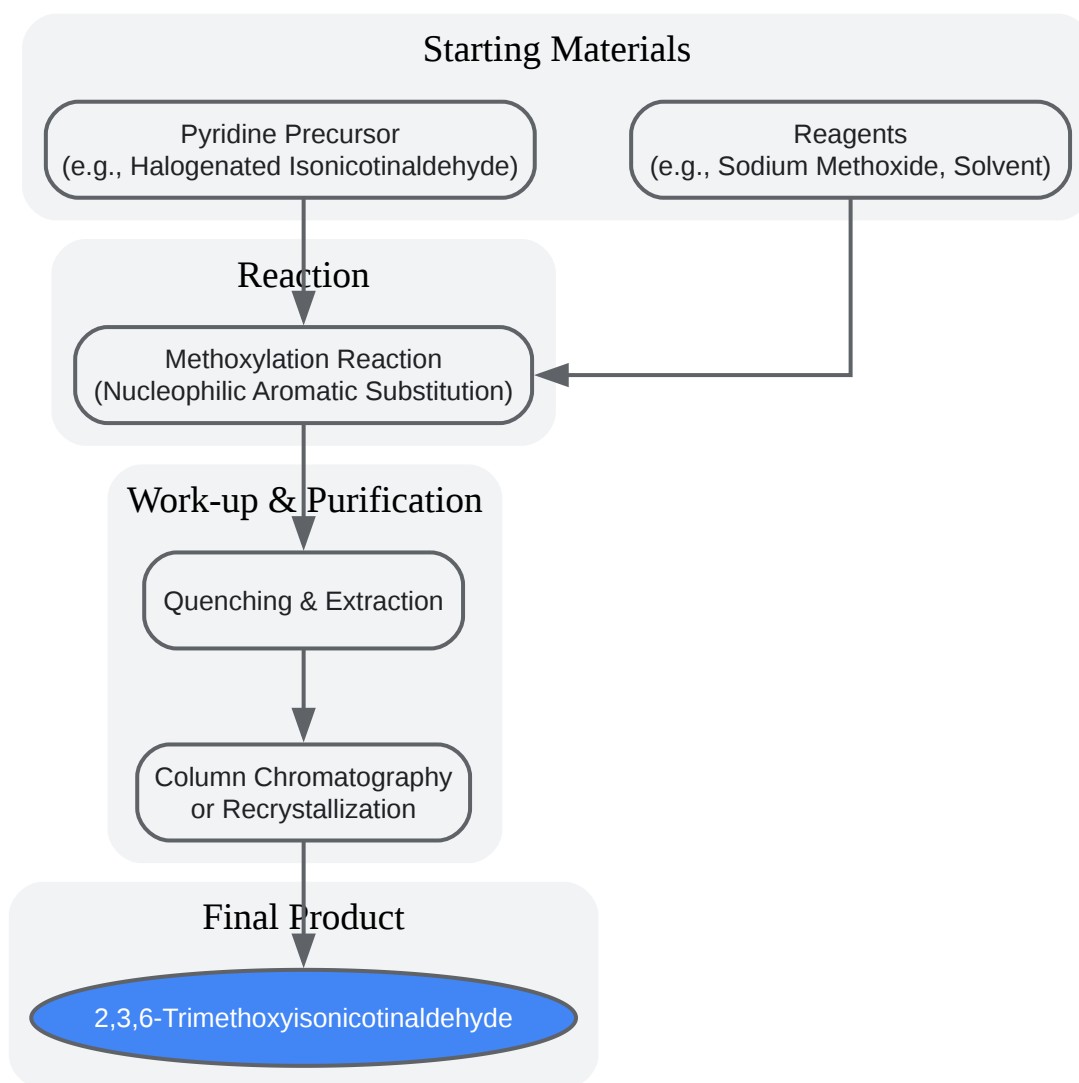 Starting Materials
Pyridine Precursor
(e.g., Halogenated Isonicotinaldehyde)
Reagents
(e.g., Sodium Methoxide, Solvent)
Reaction
Methoxylation Reaction
(Nucleophilic Aromatic Substitution)
Work-up & Purification
Quenching & Extraction
Column Chromatography
or Recrystallization
Final Product
2,3,6-Trimethoxyisonicotinaldehyde